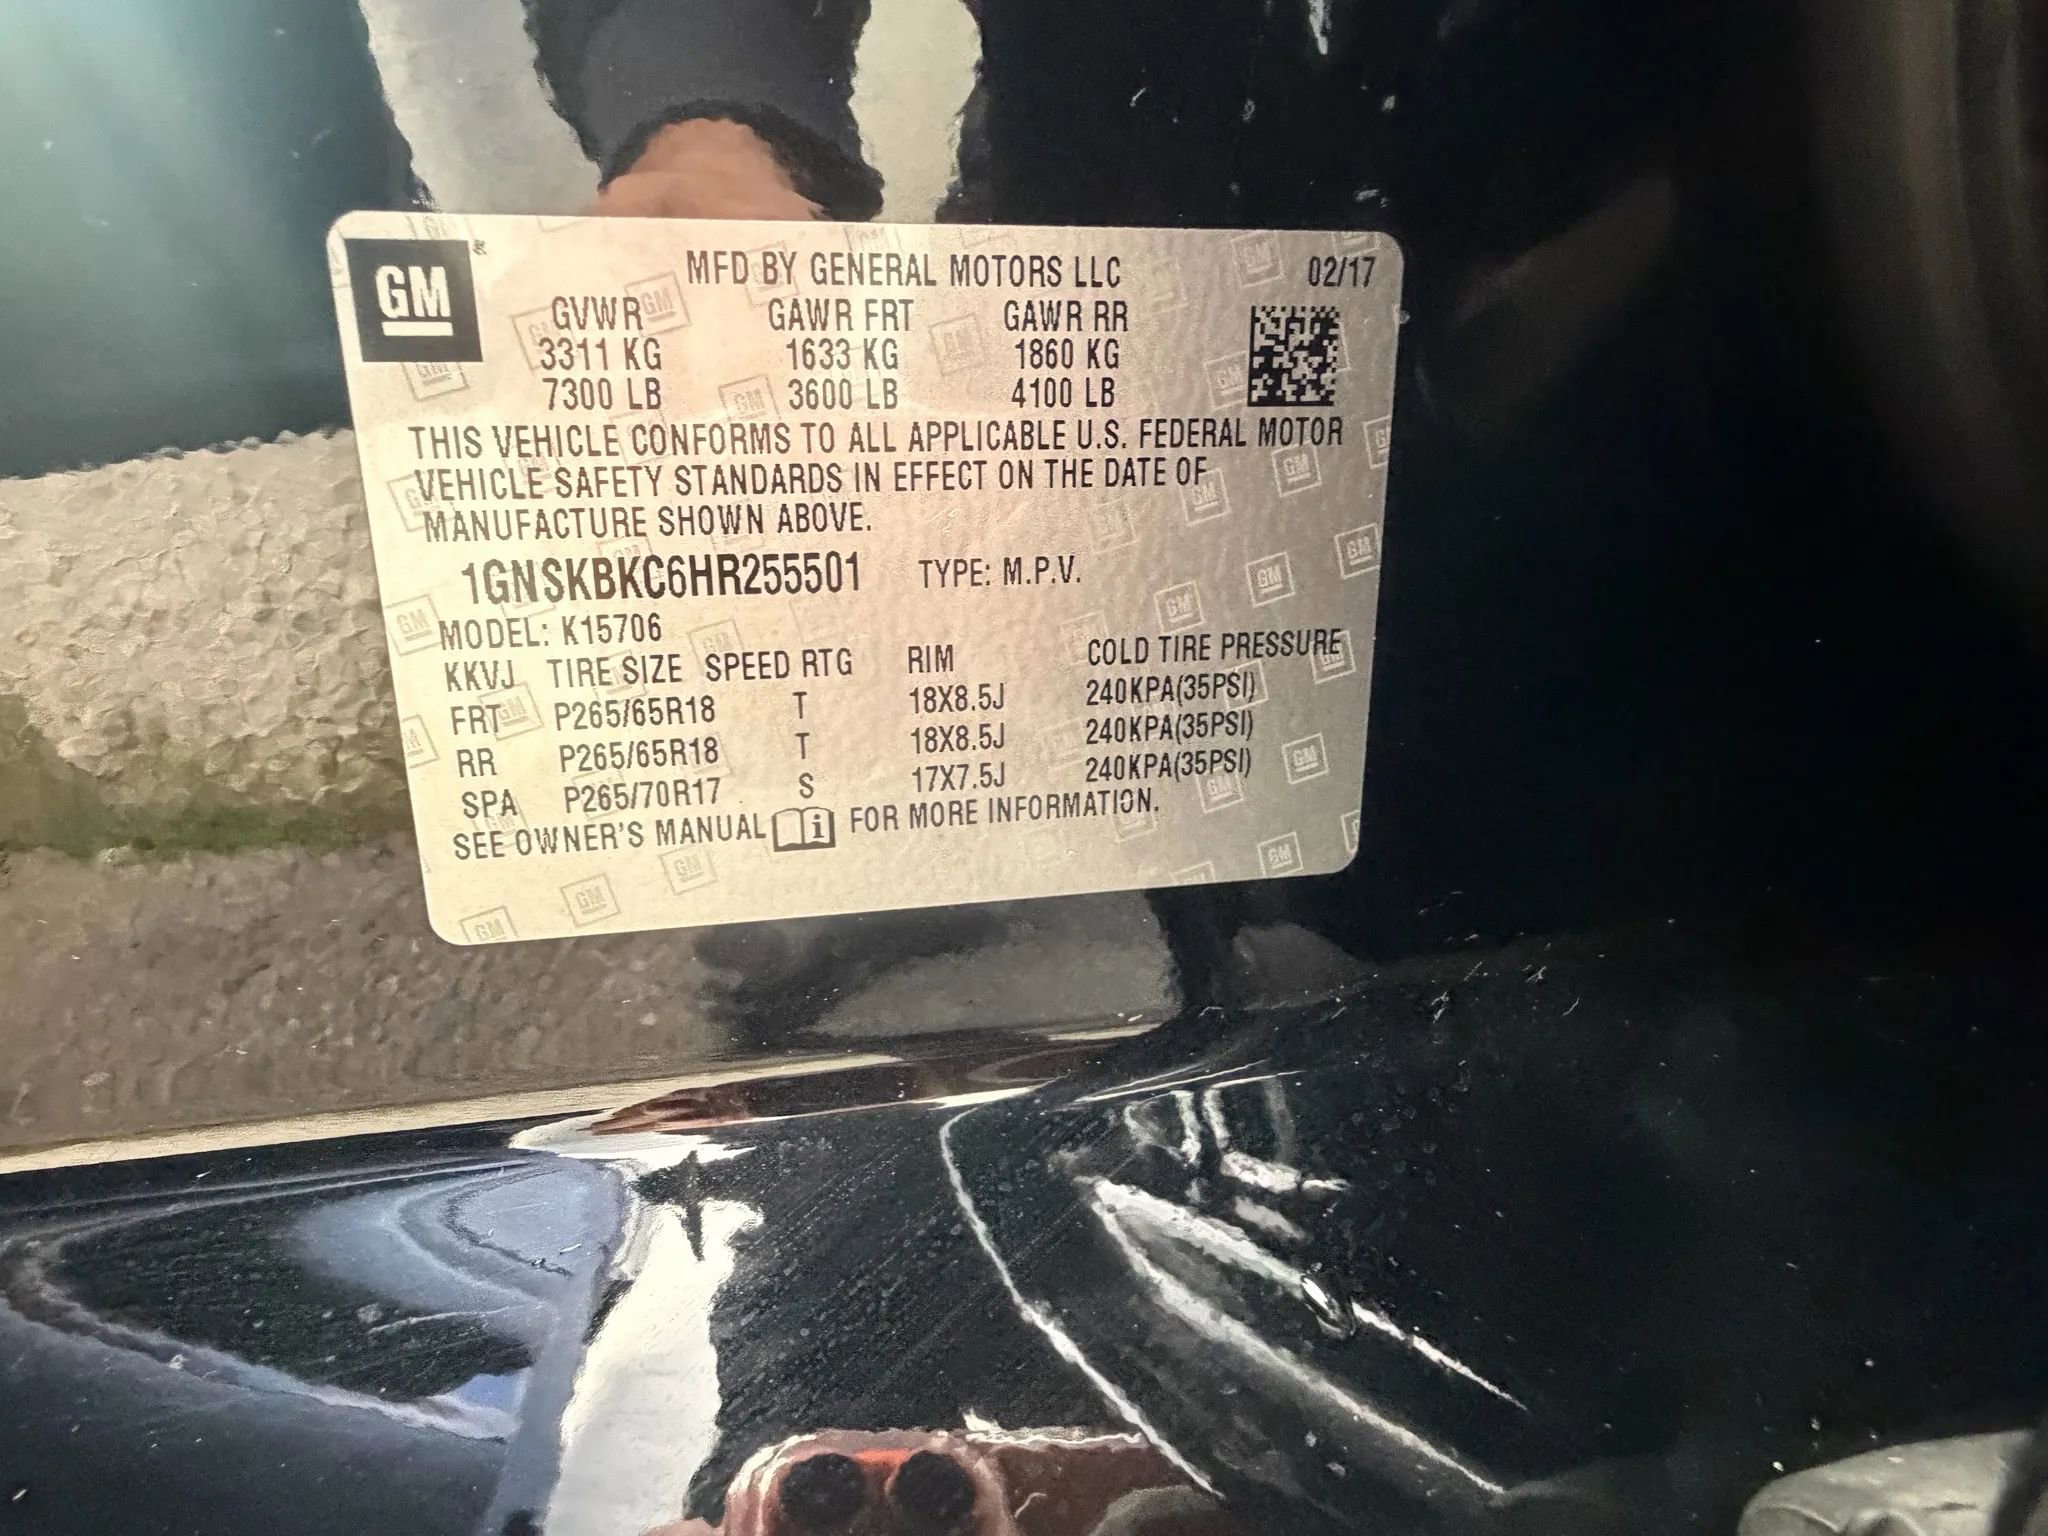 GM
MFD BY GENERAL MOTORS LLC 02/17
GVWR GAWR FRT GAWR RR
3311 KG 1633 KG 1860 KG
7300 LB 3600 LB 4100 LB
THIS VEHICLE CONFORMS TO ALL APPLICABLE U.S. FEDERAL MOTOR
VEHICLE SAFETY STANDARDS IN EFFECT ON THE DATE OF
MANUFACTURE SHOWN ABOVE.
1GNSKBKC6HR255501 TYPE: M.P.V.
MODEL: K15706
KKVJ TIRE SIZE SPEED RTG RIM COLD TIRE PRESSURE
FRT P265/65R18 T 18X8.5J 240KPA(35PSI)
RR P265/65R18 T 18X8.5J 240KPA(35PSI)
SPA P265/70R17 S 17X7.5J 240KPA(35PSI)
SEE OWNER'S MANUAL FOR MORE INFORMATION.